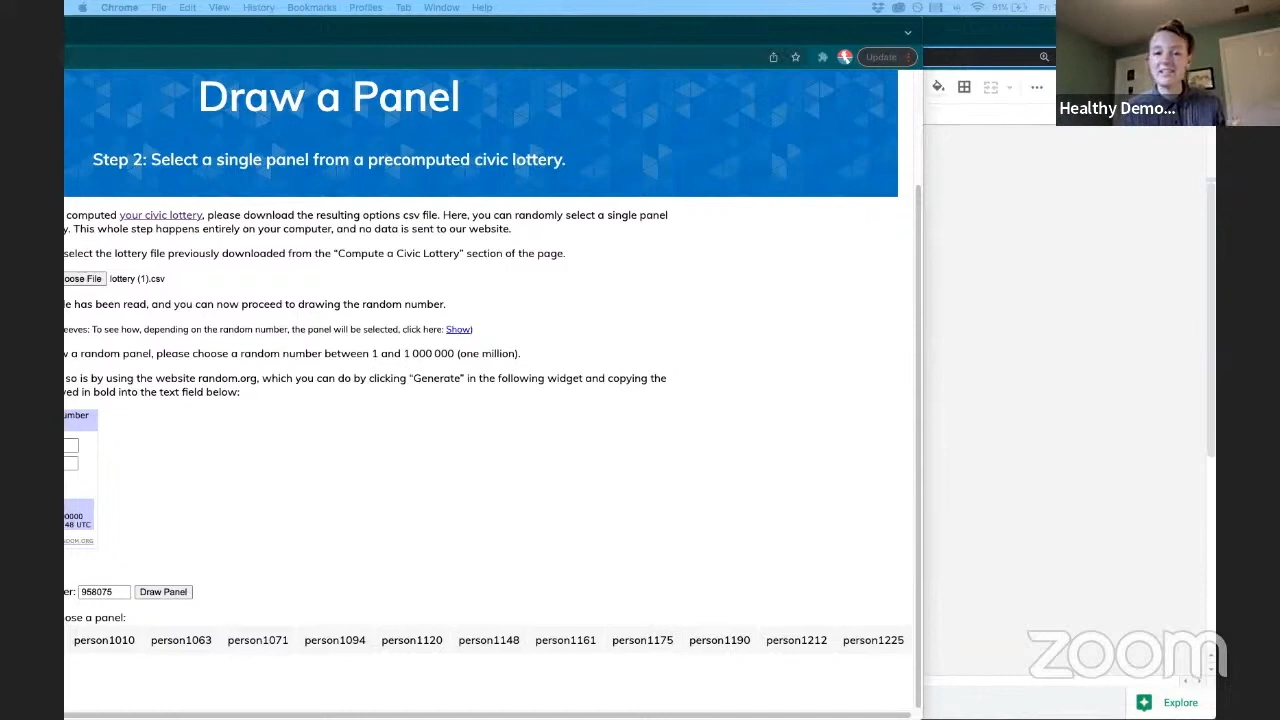 Chrome File Edit View History Bookmarks Profiles Tab Window Help
91%
Update
Healthy Demo...
Draw a Panel
Step 2: Select a single panel from a precomputed civic lottery.
computed your civic lottery, please download the resulting options csv file. Here, you can randomly select a single panel
y. This whole step happens entirely on your computer, and no data is sent to our website.
select the lottery file previously downloaded from the “Compute a Civic Lottery” section of the page.
oose File lottery (1).csv
le has been read, and you can now proceed to drawing the random number.
eeves: To see how, depending on the random number, the panel will be selected, click here: Show)
w a random panel, please choose a random number between 1 and 1 000 000 (one million).
so is by using the website random.org, which you can do by clicking “Generate” in the following widget and copying the
wed in bold into the text field below:
umber
0000
48 UTC
DOM.ORG
er: 958075 Draw Panel
ose a panel:
person1010 person1063 person1071 person1094 person1120 person1148 person1161 person1175 person1190 person1212 person1225
zoom
Explore